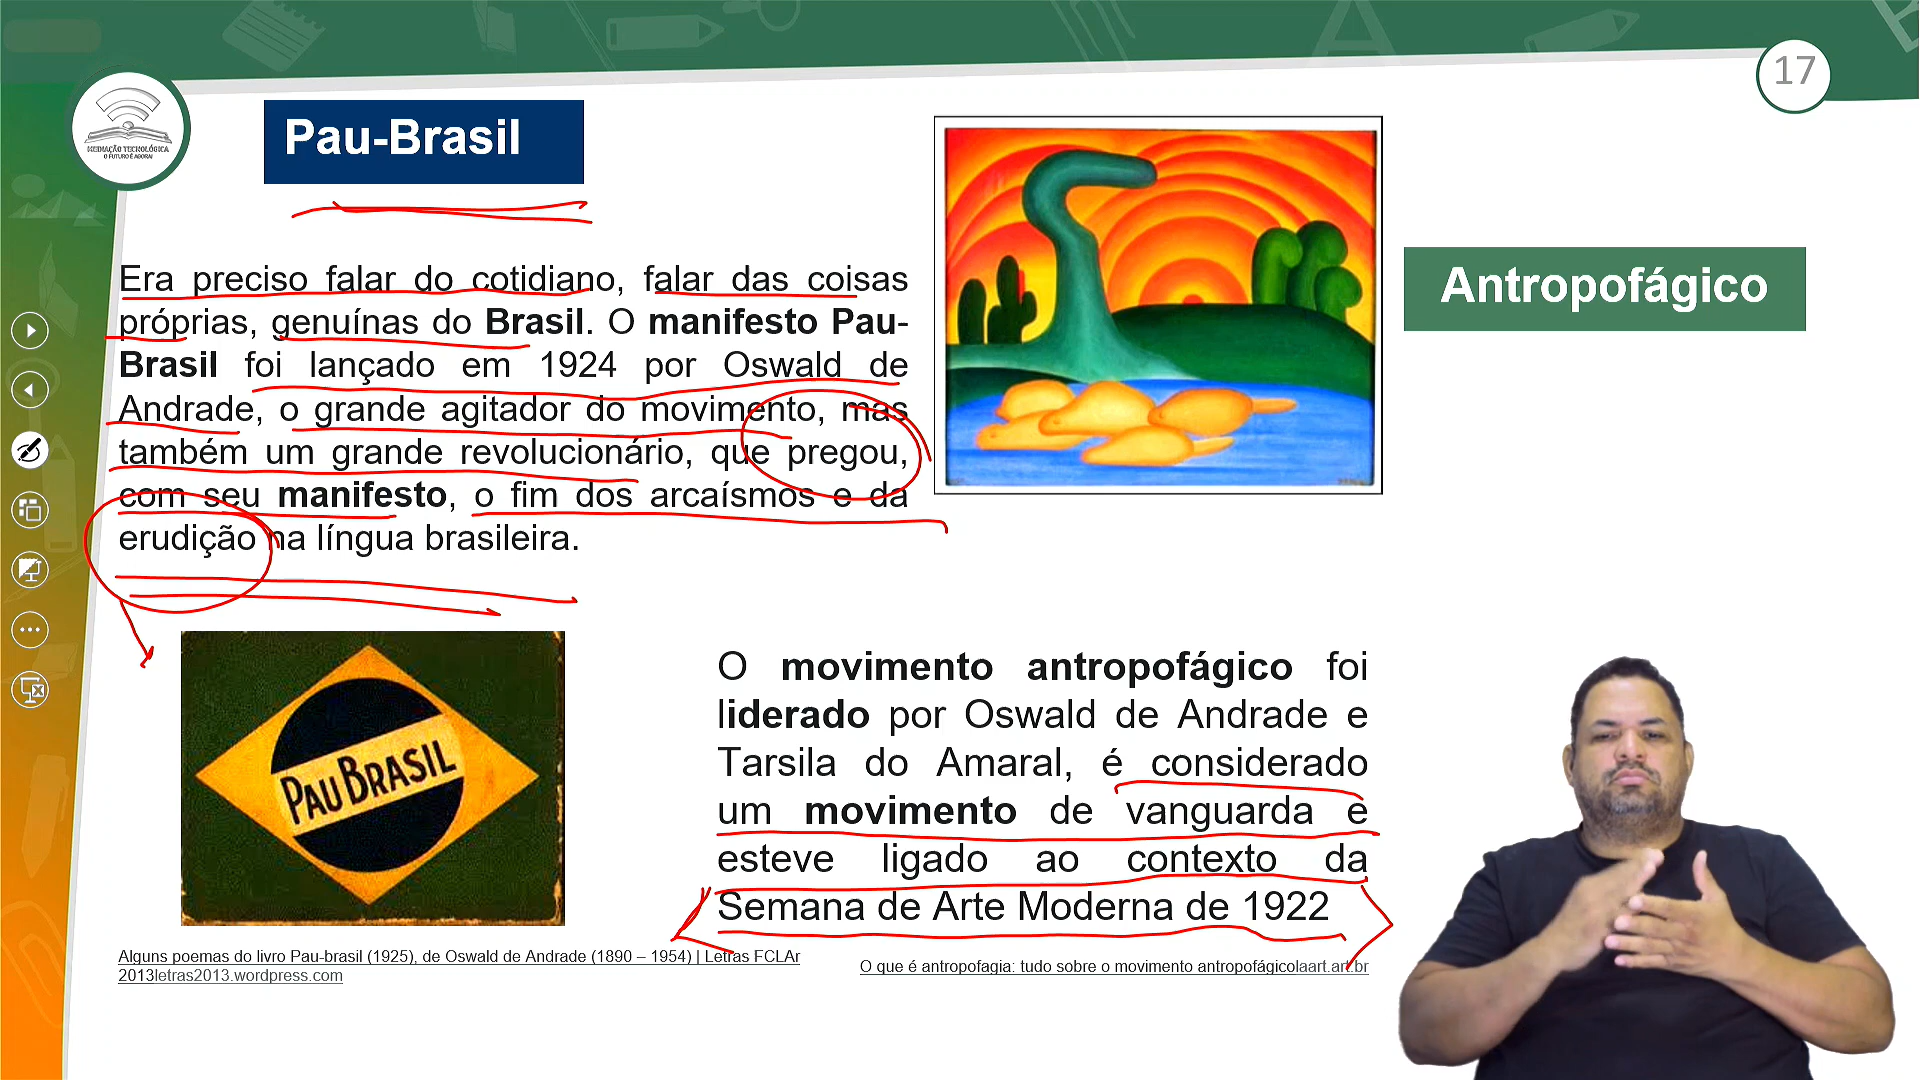 17
MEDIAÇÃO TECNOLÓGICA
O FUTURO É AGORA!
Pau-Brasil
Era preciso falar do cotidiano, falar das coisas
próprias, genuínas do Brasil. O manifesto Pau-
Brasil foi lançado em 1924 por Oswald de
Andrade, o grande agitador do movimento, mas
também um grande revolucionário, que pregou,
com seu manifesto, o fim dos arcaísmos e da
erudição na língua brasileira.
Antropofágico
PAU BRASIL
O movimento antropofágico foi
liderado por Oswald de Andrade e
Tarsila do Amaral, é considerado
um movimento de vanguarda e
esteve ligado ao contexto da
Semana de Arte Moderna de 1922
Alguns poemas do livro Pau-brasil (1925), de Oswald de Andrade (1890 – 1954) | Letras FCLAr
2013letras2013.wordpress.com
O que é antropofagia: tudo sobre o movimento antropofágicolaart.art.br